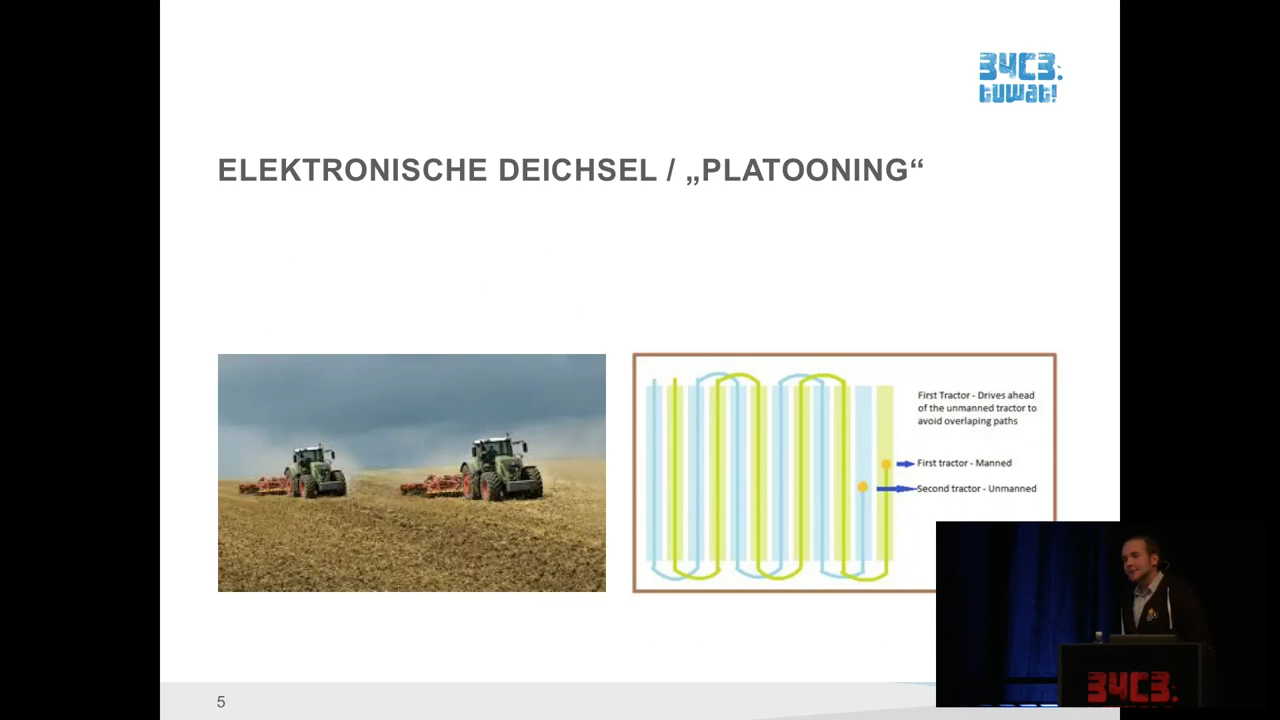 34C3.
tuwat!
ELEKTRONISCHE DEICHSEL / „PLATOONING“
First Tractor - Drives ahead
of the unmanned tractor to
avoid overlaping paths
First tractor - Manned
Second tractor - Unmanned
5
34C3.